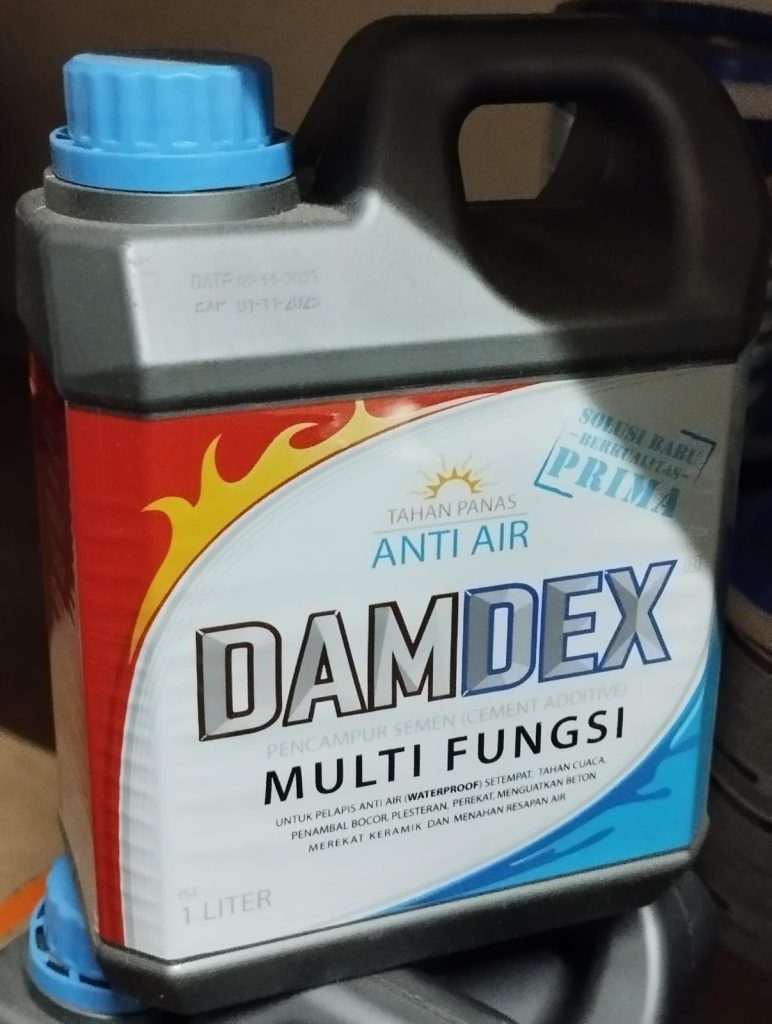 EXP 01-11-2025
SOLUSI BARU
-BERKUALITAS-
PRIMA
TAHAN PANAS
ANTI AIR
DAMDEX
PENCAMPUR SEMEN (CEMENT ADDITIVE)
MULTI FUNGSI
UNTUK PELAPIS ANTI AIR (WATERPROOF) SETEMPAT, TAHAN CUACA,
PENAMBAL BOCOR, PLESTERAN, PEREKAT, MENGUATKAN BETON
MEREKAT KERAMIK DAN MENAHAN RESAPAN AIR
ISI
1 LITER